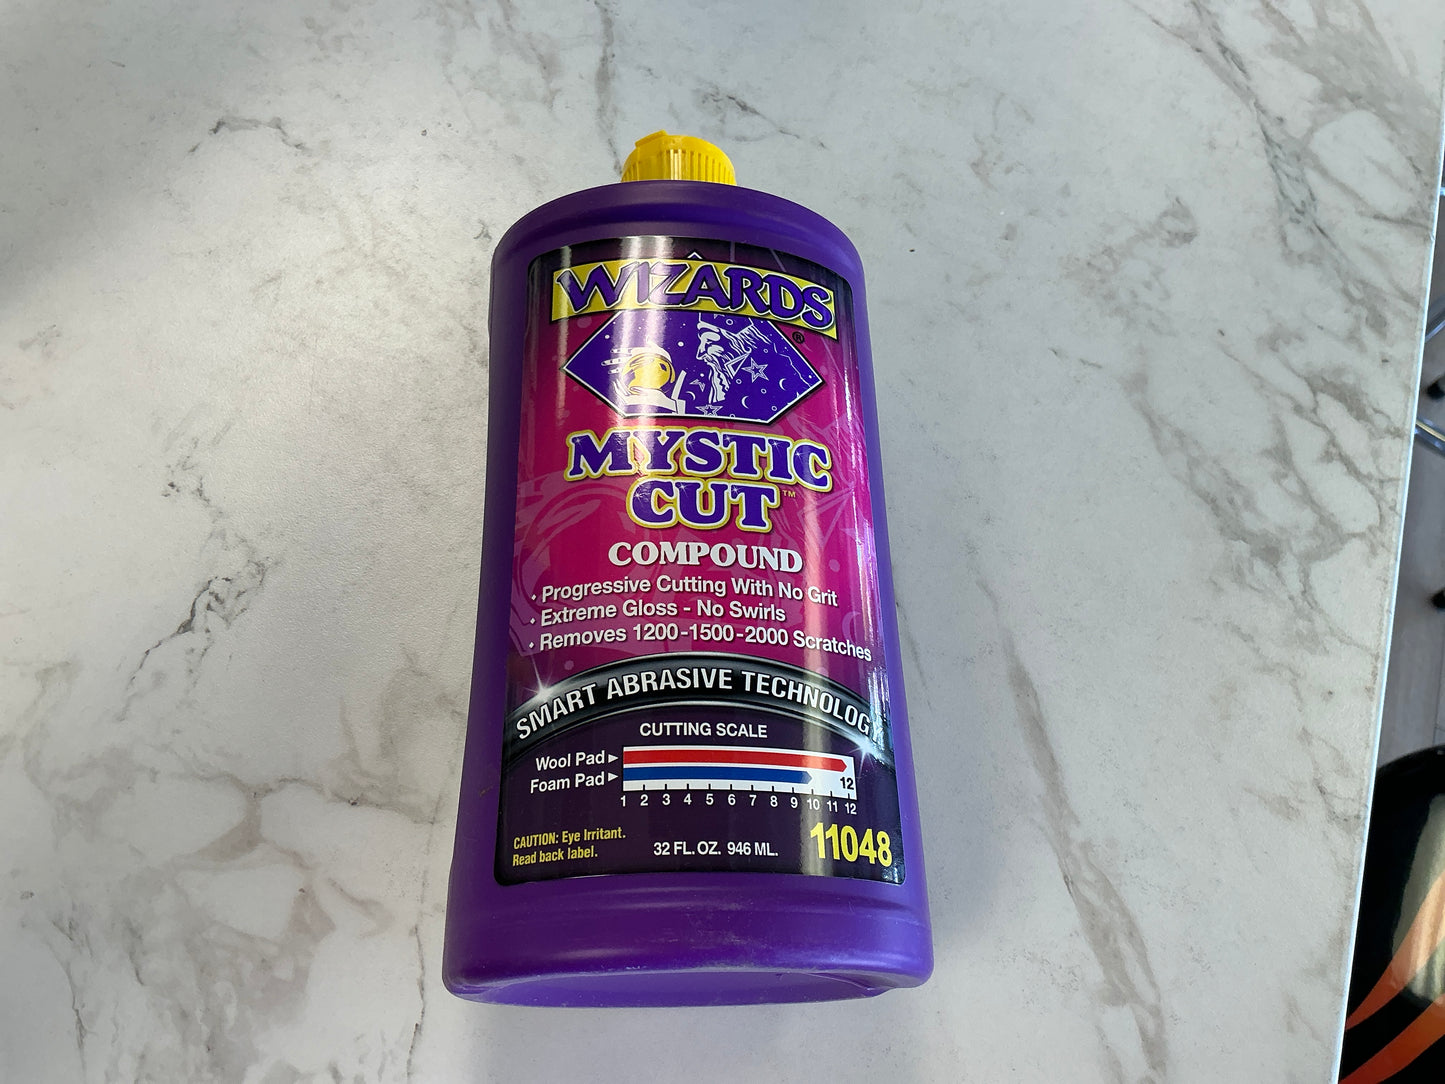 WIZARDS
®
MYSTIC
CUT™
COMPOUND
• Progressive Cutting With No Grit
• Extreme Gloss - No Swirls
• Removes 1200-1500-2000 Scratches
SMART ABRASIVE TECHNOLOGY
CUTTING SCALE
Wool Pad ►
Foam Pad ►
12
1 2 3 4 5 6 7 8 9 10 11 12
CAUTION: Eye Irritant.
Read back label.
32 FL. OZ. 946 ML.
11048